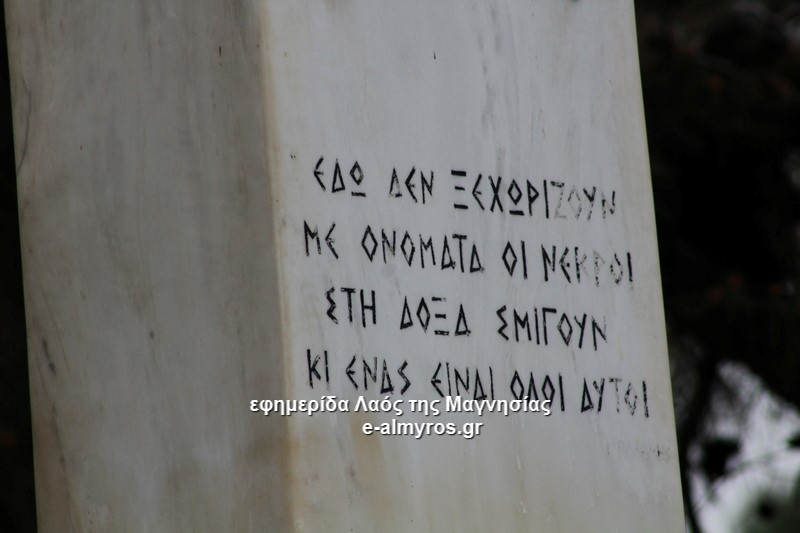 ΕΔΩ ΔΕΝ ΞΕΧΩΡΙΖΟΥΝ
ΜΕ ΟΝΟΜΑΤΑ ΟΙ ΝΕΚΡΟΙ
ΣΤΗ ΔΟΞΑ ΣΜΙΓΟΥΝ
ΚΙ ΕΝΑΣ ΕΙΝΑΙ ΟΛΟΙ ΑΥΤΟΙ
εφημερίδα Λαός της Μαγνησίας
e-almyros.gr